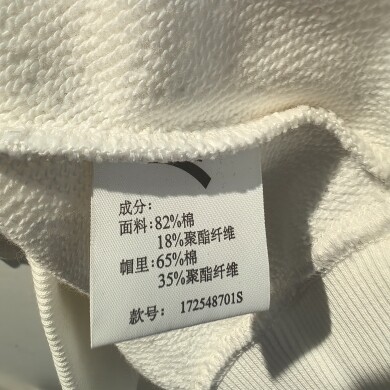 成分:
面料:82%棉
18%聚酯纤维
帽里:65%棉
35%聚酯纤维
款号: 172548701S